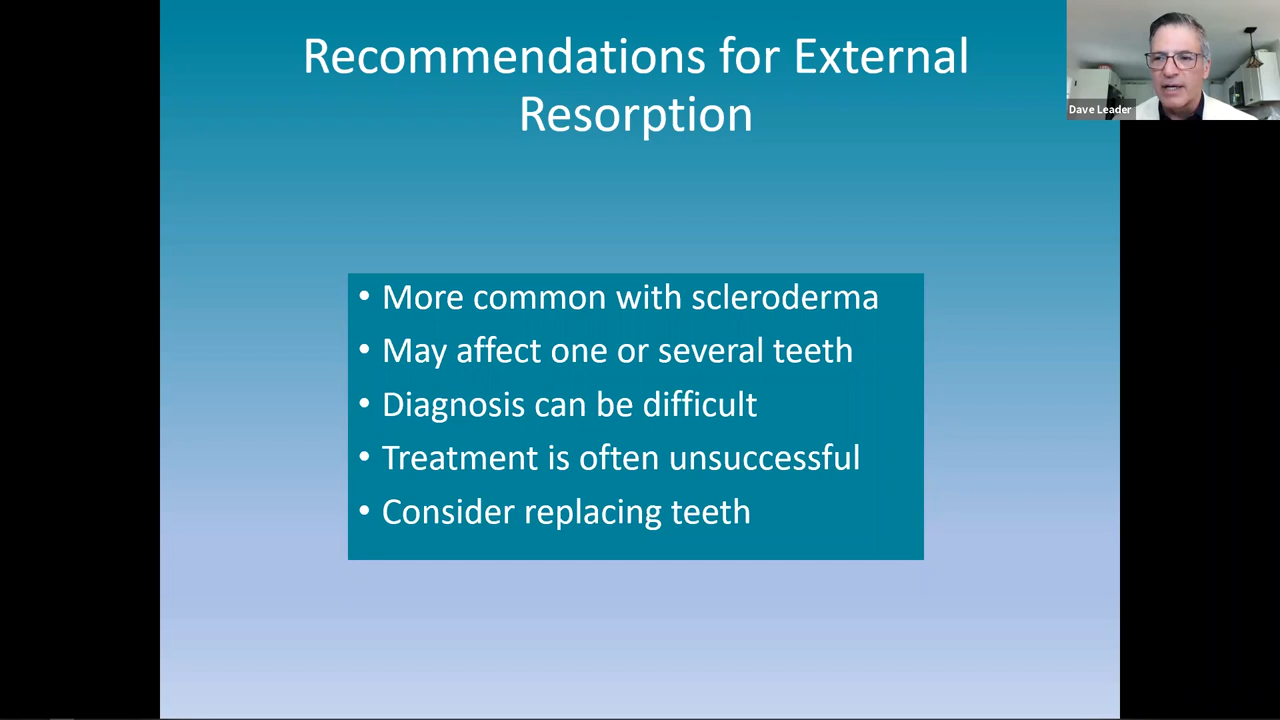 Recommendations for External
Resorption
Dave Leader
• More common with scleroderma
• May affect one or several teeth
• Diagnosis can be difficult
• Treatment is often unsuccessful
• Consider replacing teeth